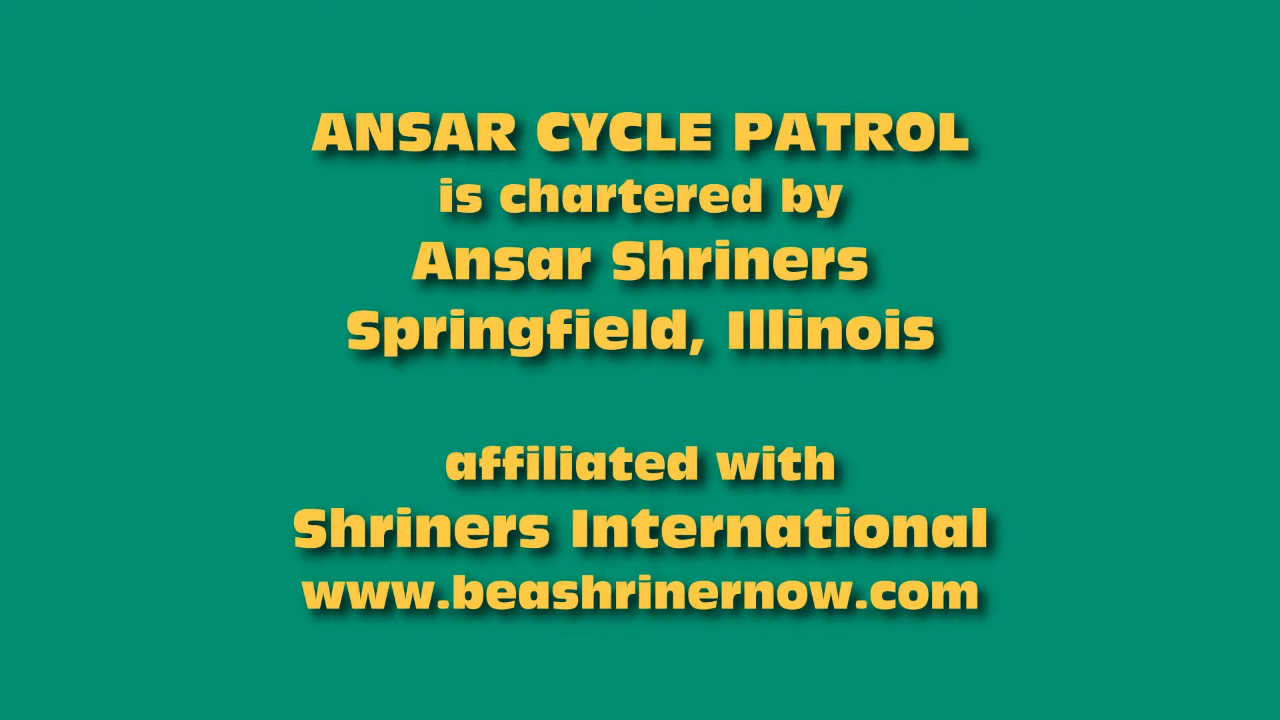 ANSAR CYCLE PATROL
is chartered by
Ansar Shriners
Springfield, Illinois
affiliated with
Shriners International
www.beashrinernow.com